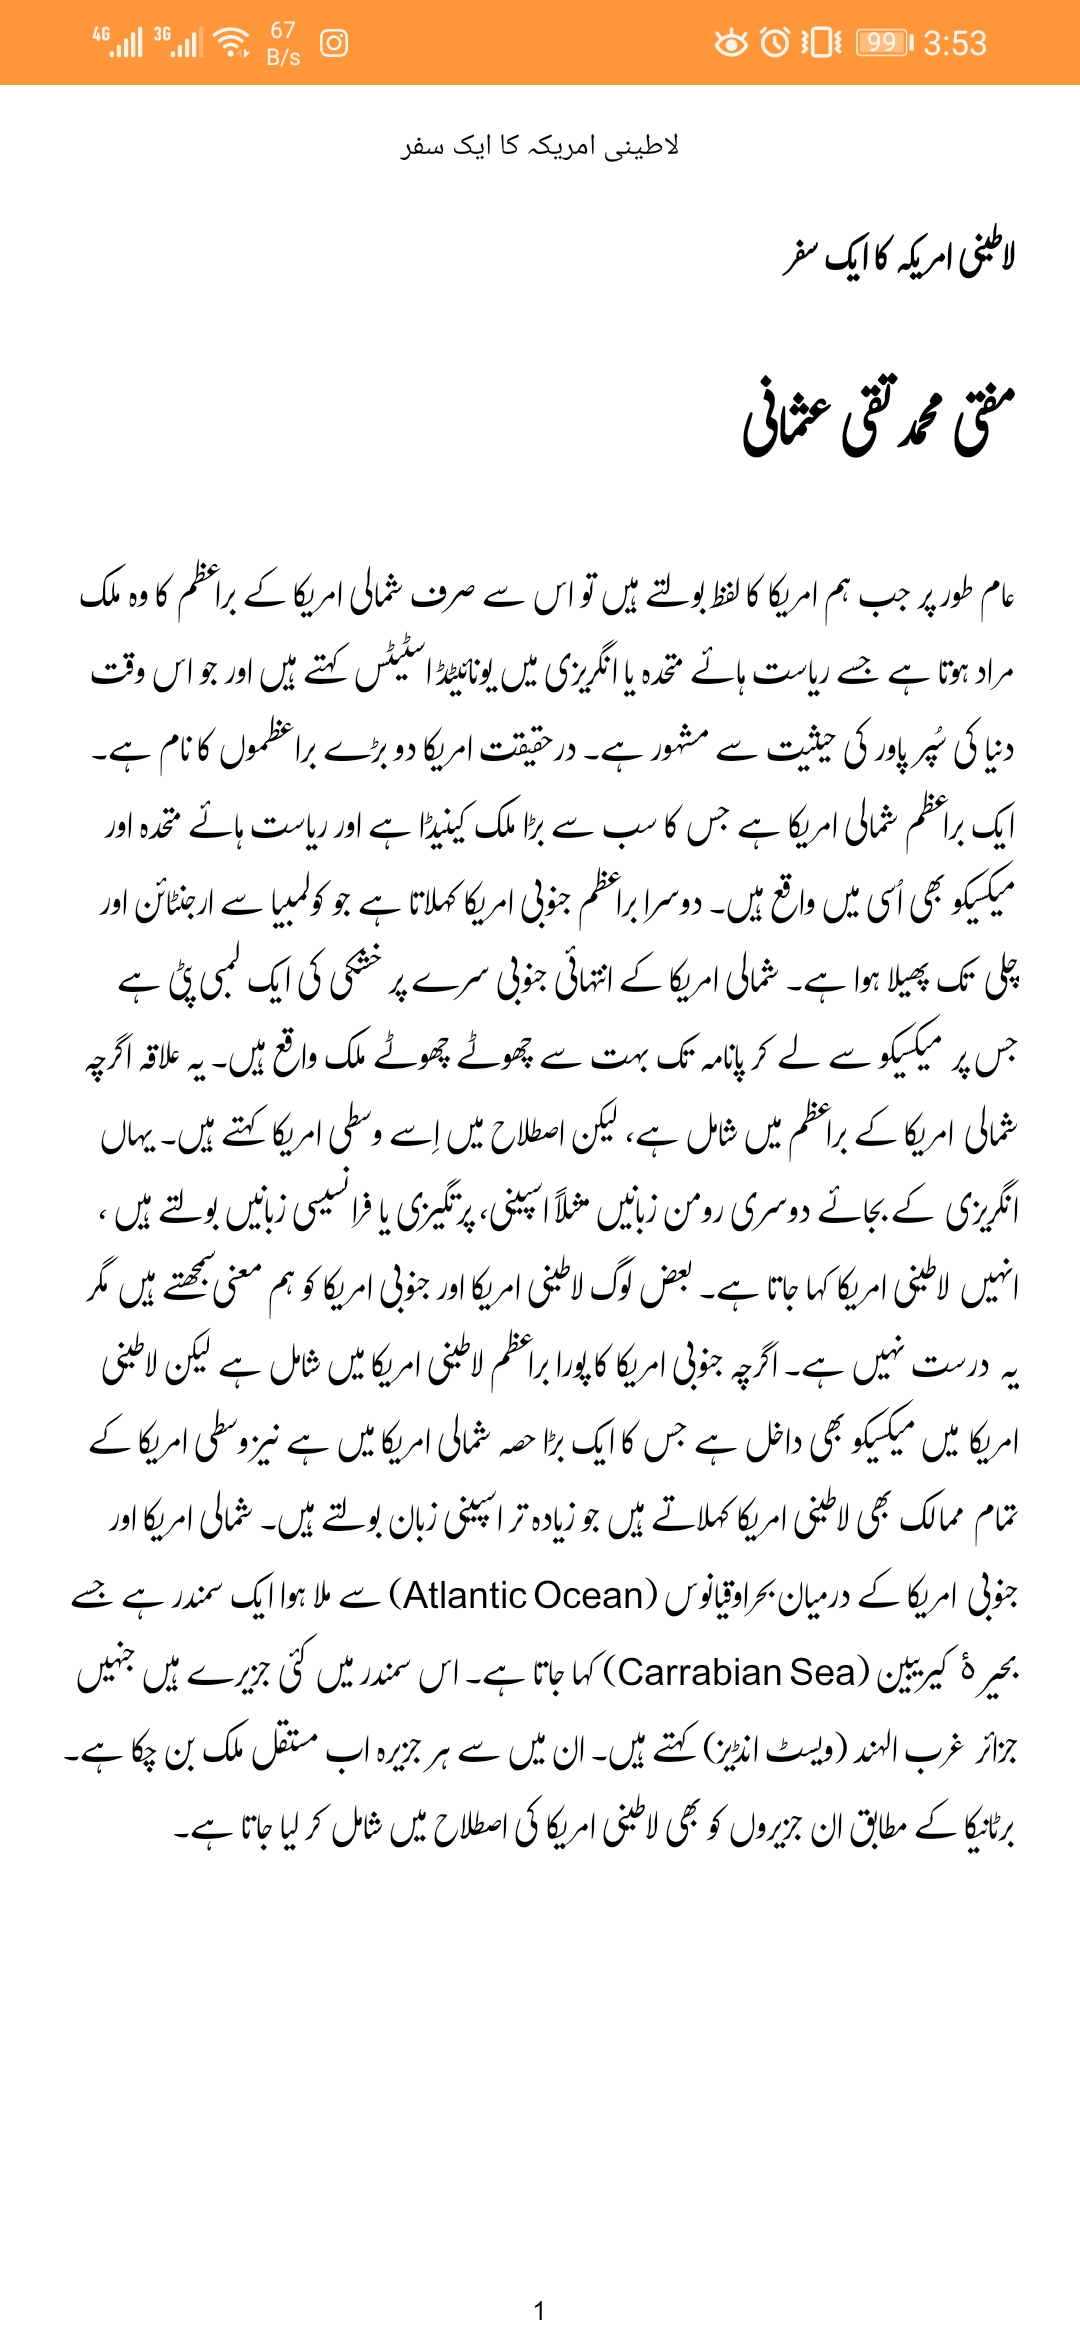 4G 3G 67 B/s 99 3:53
لاطینی امریکہ کا ایک سفر
لاطینی امریکہ کا ایک سفر
مفتی محمد تقی عثمانی
عام طور پر جب ہم امریکا کا لفظ بولتے ہیں تو اس سے صرف شمالی امریکا کے براعظم کا وہ ملک
مراد ہوتا ہے جسے ریاست ہائے متحدہ یا انگریزی میں یونائیٹڈ اسٹیٹس کہتے ہیں اور جو اس وقت
دنیا کی سُپر پاور کی حیثیت سے مشہور ہے۔ درحقیقت امریکا دو بڑے براعظموں کا نام ہے۔
ایک براعظم شمالی امریکا ہے جس کا سب سے بڑا ملک کینیڈا ہے اور ریاست ہائے متحدہ اور
میکسیکو بھی اُسی میں واقع ہیں۔ دوسرا براعظم جنوبی امریکا کہلاتا ہے جو کولمبیا سے ارجنٹائن اور
چلی تک پھیلا ہوا ہے۔ شمالی امریکا کے انتہائی جنوبی سرے پر خشکی کی ایک لمبی پٹی ہے
جس پر میکسیکو سے لے کر پانامہ تک بہت سے چھوٹے چھوٹے ملک واقع ہیں۔ یہ علاقہ اگرچہ
شمالی امریکا کے براعظم میں شامل ہے، لیکن اصطلاح میں اِسے وسطی امریکا کہتے ہیں۔ یہاں
انگریزی کے بجائے دوسری رومن زبانیں مثلاً اسپینی، پرتگیزی یا فرانسیسی زبانیں بولتے ہیں ،
انہیں لاطینی امریکا کہا جاتا ہے۔ بعض لوگ لاطینی امریکا اور جنوبی امریکا کو ہم معنی سمجھتے ہیں مگر
یہ درست نہیں ہے۔ اگرچہ جنوبی امریکا کا پورا براعظم لاطینی امریکا میں شامل ہے لیکن لاطینی
امریکا میں میکسیکو بھی داخل ہے جس کا ایک بڑا حصہ شمالی امریکا میں ہے نیز وسطی امریکا کے
تمام ممالک بھی لاطینی امریکا کہلاتے ہیں جو زیادہ تر اسپینی زبان بولتے ہیں۔ شمالی امریکا اور
جنوبی امریکا کے درمیان بحراوقیانوس (Atlantic Ocean) سے ملا ہوا ایک سمندر ہے جسے
بحیرۂ کیریبین (Carrabian Sea) کہا جاتا ہے۔ اس سمندر میں کئی جزیرے ہیں جنہیں
جزائر غرب الہند (ویسٹ انڈیز) کہتے ہیں۔ ان میں سے ہر جزیرہ اب مستقل ملک بن چکا ہے۔
برٹانیکا کے مطابق ان جزیروں کو بھی لاطینی امریکا کی اصطلاح میں شامل کر لیا جاتا ہے۔
1